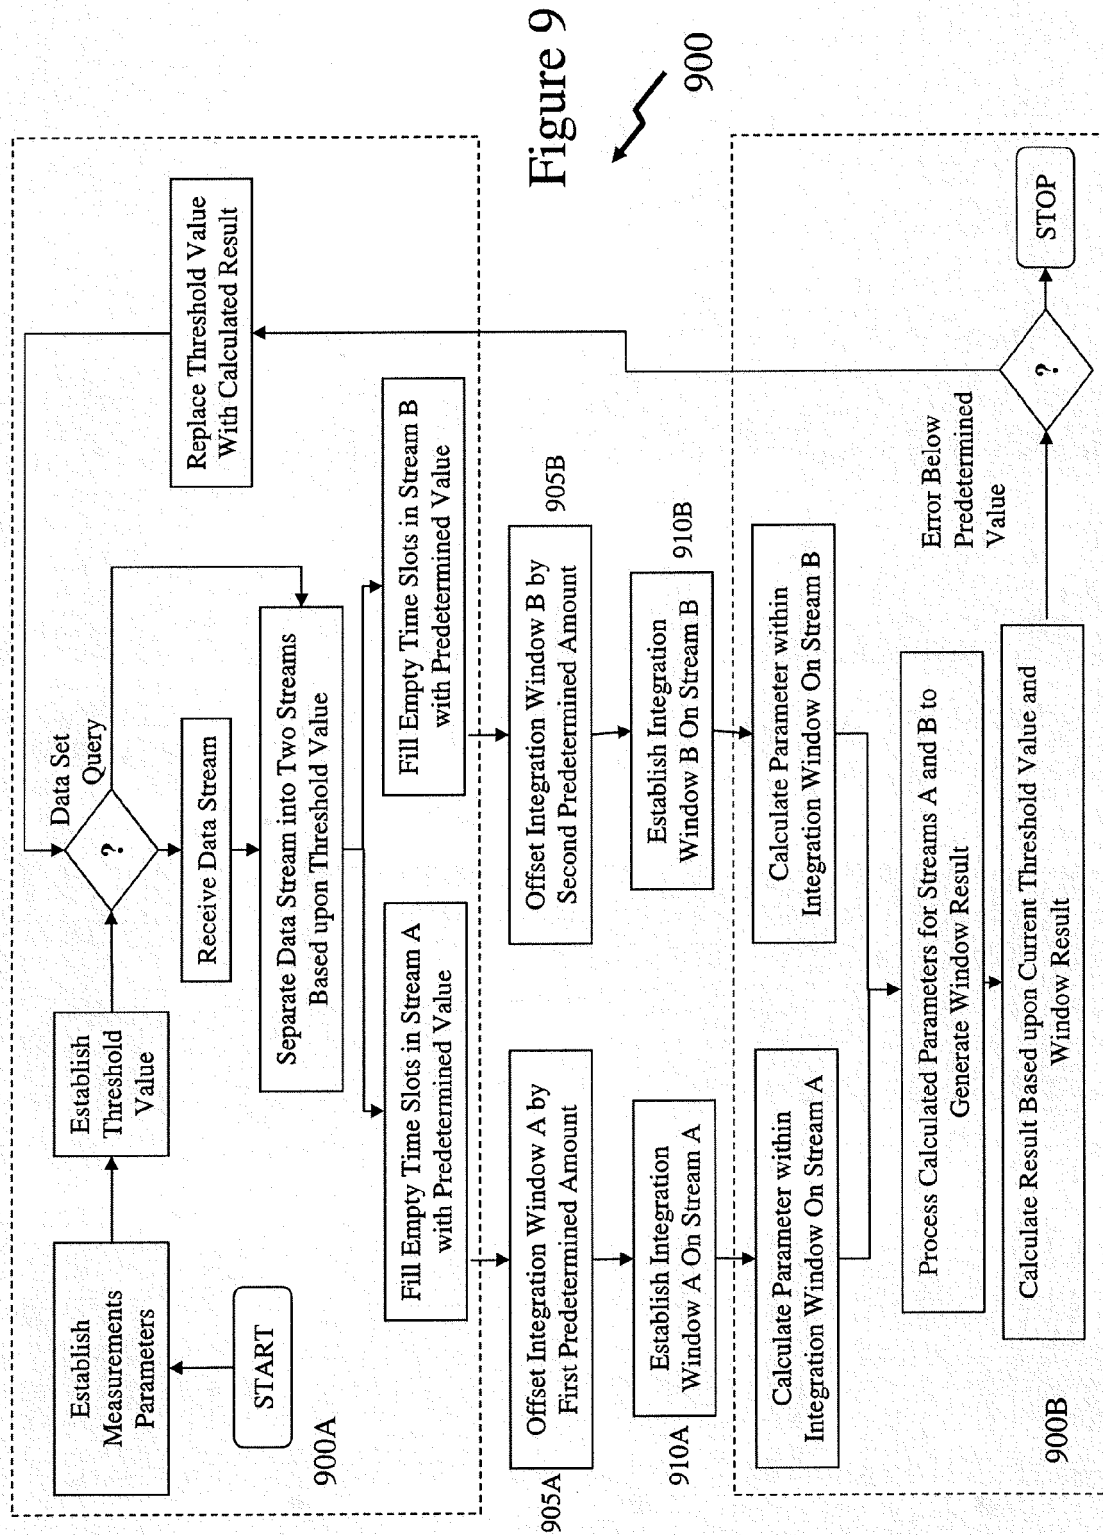 Figure 9
900
START
900A
Establish
Measurements
Parameters
Establish
Threshold
Value
?
Data Set
Query
Receive Data Stream
Separate Data Stream into Two Streams
Based upon Threshold Value
Replace Threshold Value
With Calculated Result
Fill Empty Time Slots in Stream A
with Predetermined Value
Fill Empty Time Slots in Stream B
with Predetermined Value
905A
Offset Integration Window A by
First Predetermined Amount
Offset Integration Window B by
Second Predetermined Amount
905B
910A
Establish Integration
Window A On Stream A
Establish Integration
Window B On Stream B
910B
Calculate Parameter within
Integration Window On Stream A
Calculate Parameter within
Integration Window On Stream B
Process Calculated Parameters for Streams A and B to
Generate Window Result
Calculate Result Based upon Current Threshold Value and
Window Result
900B
Error Below
Predetermined
Value
?
STOP